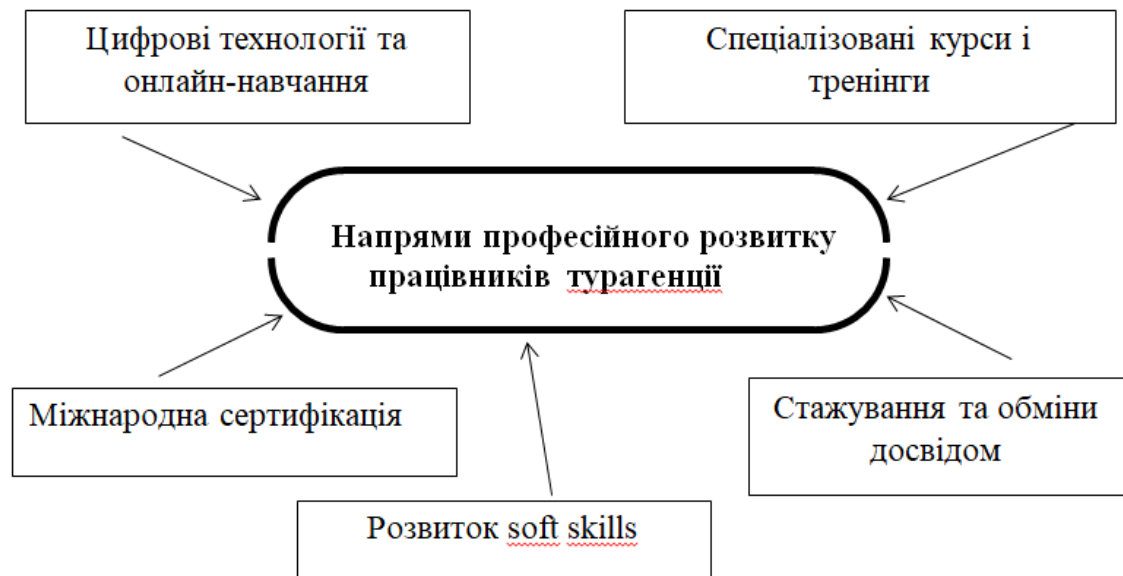 Цифрові технології та
онлайн-навчання
Спеціалізовані курси і
тренінги
Напрями професійного розвитку
працівників турагенції
Міжнародна сертифікація
Стажування та обміни
досвідом
Розвиток soft skills